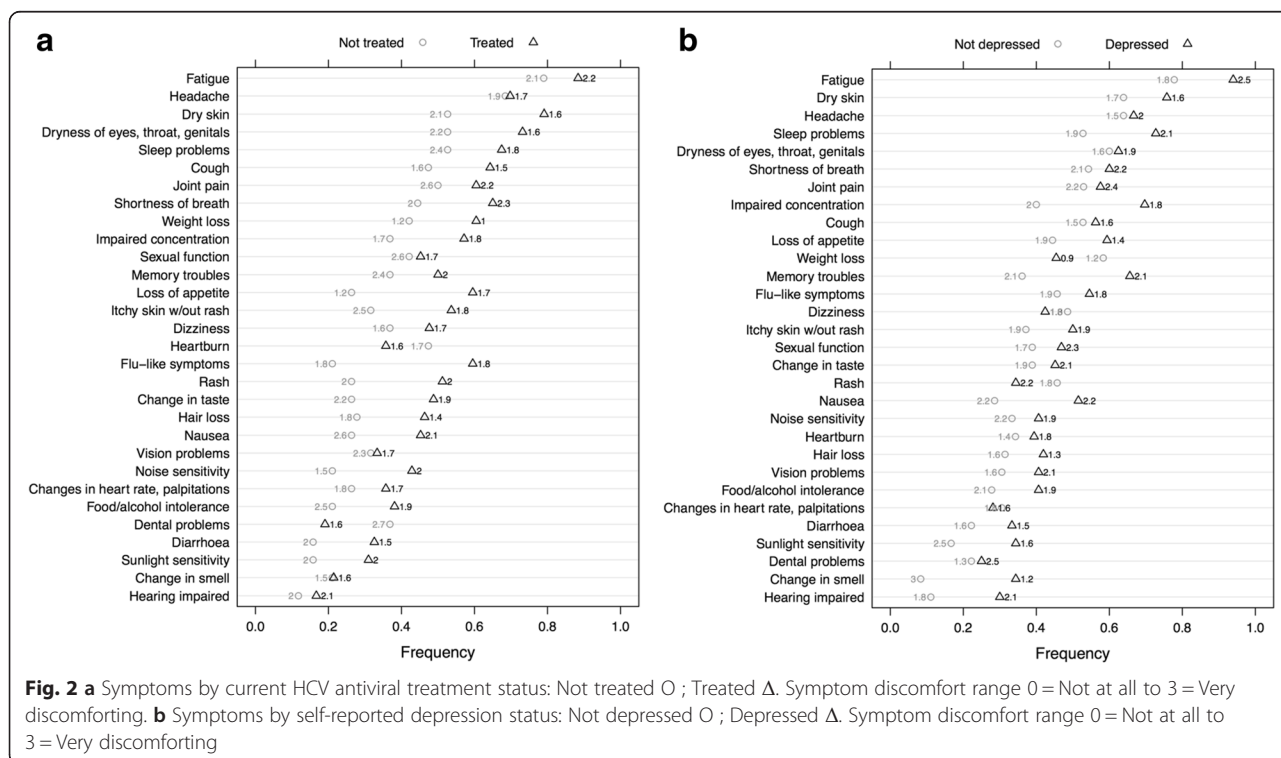 a
Not treated O Treated Δ
Fatigue 2.1 2.2
Headache 1.9 1.7
Dry skin 2.1 1.6
Dryness of eyes, throat, genitals 2.2 1.6
Sleep problems 2.4 1.8
Cough 1.6 1.5
Joint pain 2.6 2.2
Shortness of breath 2 2.3
Weight loss 1.2 1
Impaired concentration 1.7 1.8
Sexual function 2.6 1.7
Memory troubles 2.4 2
Loss of appetite 1.2 1.7
Itchy skin w/out rash 2.5 1.8
Dizziness 1.6 1.7
Heartburn 1.6 1.7
Flu−like symptoms 1.8 1.8
Rash 2 2
Change in taste 2.2 1.9
Hair loss 1.8 1.4
Nausea 2.6 2.1
Vision problems 2.3 1.7
Noise sensitivity 1.5 2
Changes in heart rate, palpitations 1.8 1.7
Food/alcohol intolerance 2.5 1.9
Dental problems 1.6 2.7
Diarrhoea 2 1.5
Sunlight sensitivity 2 2
Change in smell 1.5 1.6
Hearing impaired 2 2.1
0.0 0.2 0.4 0.6 0.8 1.0
Frequency
b
Not depressed O Depressed Δ
Fatigue 1.8 2.5
Dry skin 1.7 1.6
Headache 1.5 2
Sleep problems 1.9 2.1
Dryness of eyes, throat, genitals 1.6 1.9
Shortness of breath 2.1 2.2
Joint pain 2.2 2.4
Impaired concentration 2 1.8
Cough 1.5 1.6
Loss of appetite 1.9 1.4
Weight loss 0.9 1.2
Memory troubles 2.1 2.1
Flu−like symptoms 1.9 1.8
Dizziness 1.8
Itchy skin w/out rash 1.9 1.9
Sexual function 1.7 2.3
Change in taste 1.9 2.1
Rash 2.2 1.8
Nausea 2.2 2.2
Noise sensitivity 2.2 1.9
Heartburn 1.4 1.8
Hair loss 1.6 1.3
Vision problems 1.6 2.1
Food/alcohol intolerance 2.1 1.9
Changes in heart rate, palpitations 1.6
Diarrhoea 1.6 1.5
Sunlight sensitivity 2.5 1.6
Dental problems 1.3 2.5
Change in smell 3 1.2
Hearing impaired 1.8 2.1
0.0 0.2 0.4 0.6 0.8 1.0
Frequency
Fig. 2 a Symptoms by current HCV antiviral treatment status: Not treated O ; Treated Δ. Symptom discomfort range 0 = Not at all to 3 = Very
discomforting. b Symptoms by self-reported depression status: Not depressed O ; Depressed Δ. Symptom discomfort range 0 = Not at all to
3 = Very discomforting